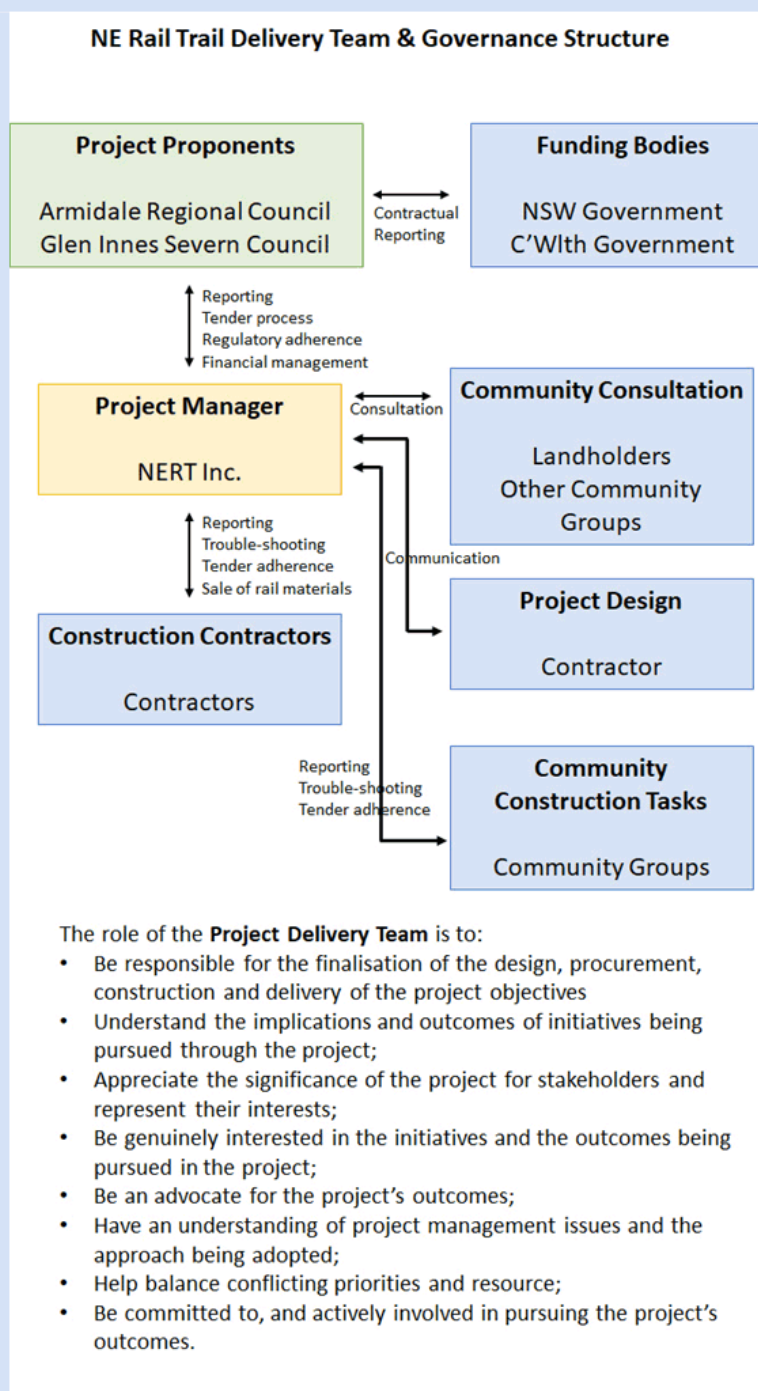 NE Rail Trail Delivery Team & Governance Structure
Project Proponents
Armidale Regional Council
Glen Innes Severn Council
Contractual
Reporting
Funding Bodies
NSW Government
C'Wlth Government
Reporting
Tender process
Regulatory adherence
Financial management
Project Manager
NERT Inc.
Consultation
Community Consultation
Landholders
Other Community
Groups
Reporting
Trouble-shooting
Tender adherence
Sale of rail materials
Communication
Project Design
Contractor
Construction Contractors
Contractors
Reporting
Trouble-shooting
Tender adherence
Community
Construction Tasks
Community Groups
The role of the Project Delivery Team is to:
• Be responsible for the finalisation of the design, procurement,
construction and delivery of the project objectives
• Understand the implications and outcomes of initiatives being
pursued through the project;
• Appreciate the significance of the project for stakeholders and
represent their interests;
• Be genuinely interested in the initiatives and the outcomes being
pursued in the project;
• Be an advocate for the project's outcomes;
• Have an understanding of project management issues and the
approach being adopted;
• Help balance conflicting priorities and resource;
• Be committed to, and actively involved in pursuing the project's
outcomes.